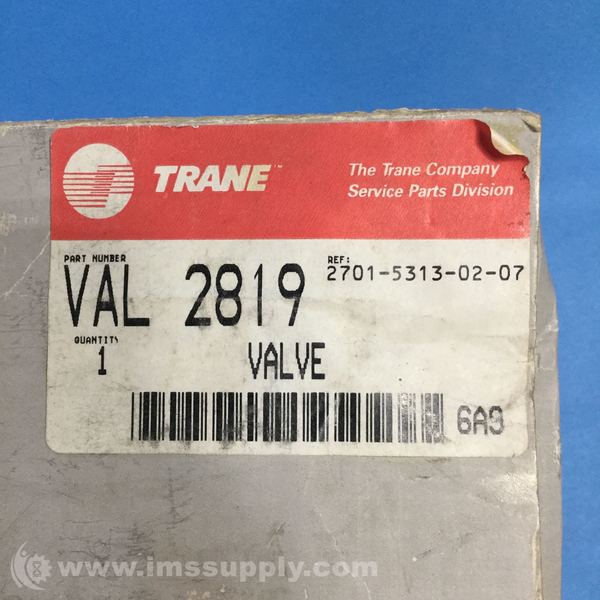 TRANE™
The Trane Company
Service Parts Division
PART NUMBER
VAL 2819
REF:
2701-5313-02-07
QUANTITY
1
VALVE
6A9
www.imssupply.com